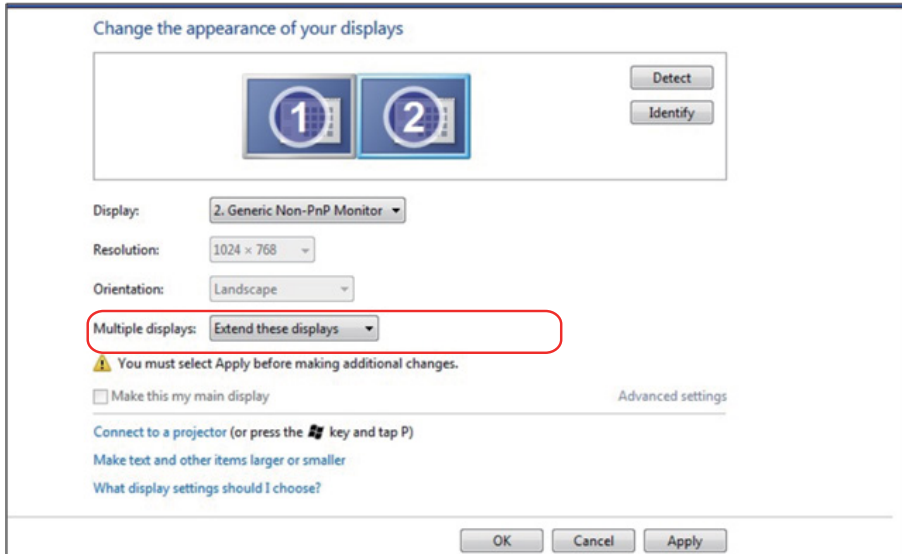 Change the appearance of your displays
1 2
Detect
Identify
Display: 2. Generic Non-PnP Monitor
Resolution: 1024 × 768
Orientation: Landscape
Multiple displays: Extend these displays
You must select Apply before making additional changes.
Make this my main display Advanced settings
Connect to a projector (or press the key and tap P)
Make text and other items larger or smaller
What display settings should I choose?
OK Cancel Apply